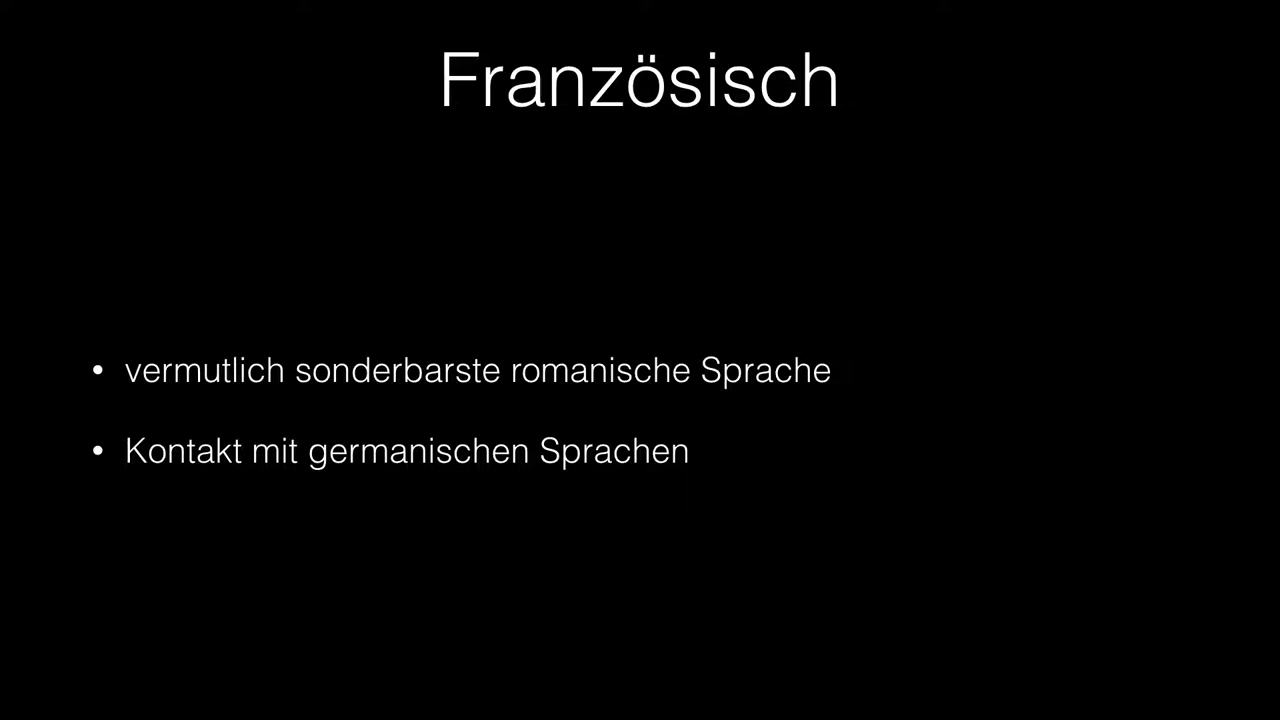 Französisch
• vermutlich sonderbarste romanische Sprache
• Kontakt mit germanischen Sprachen